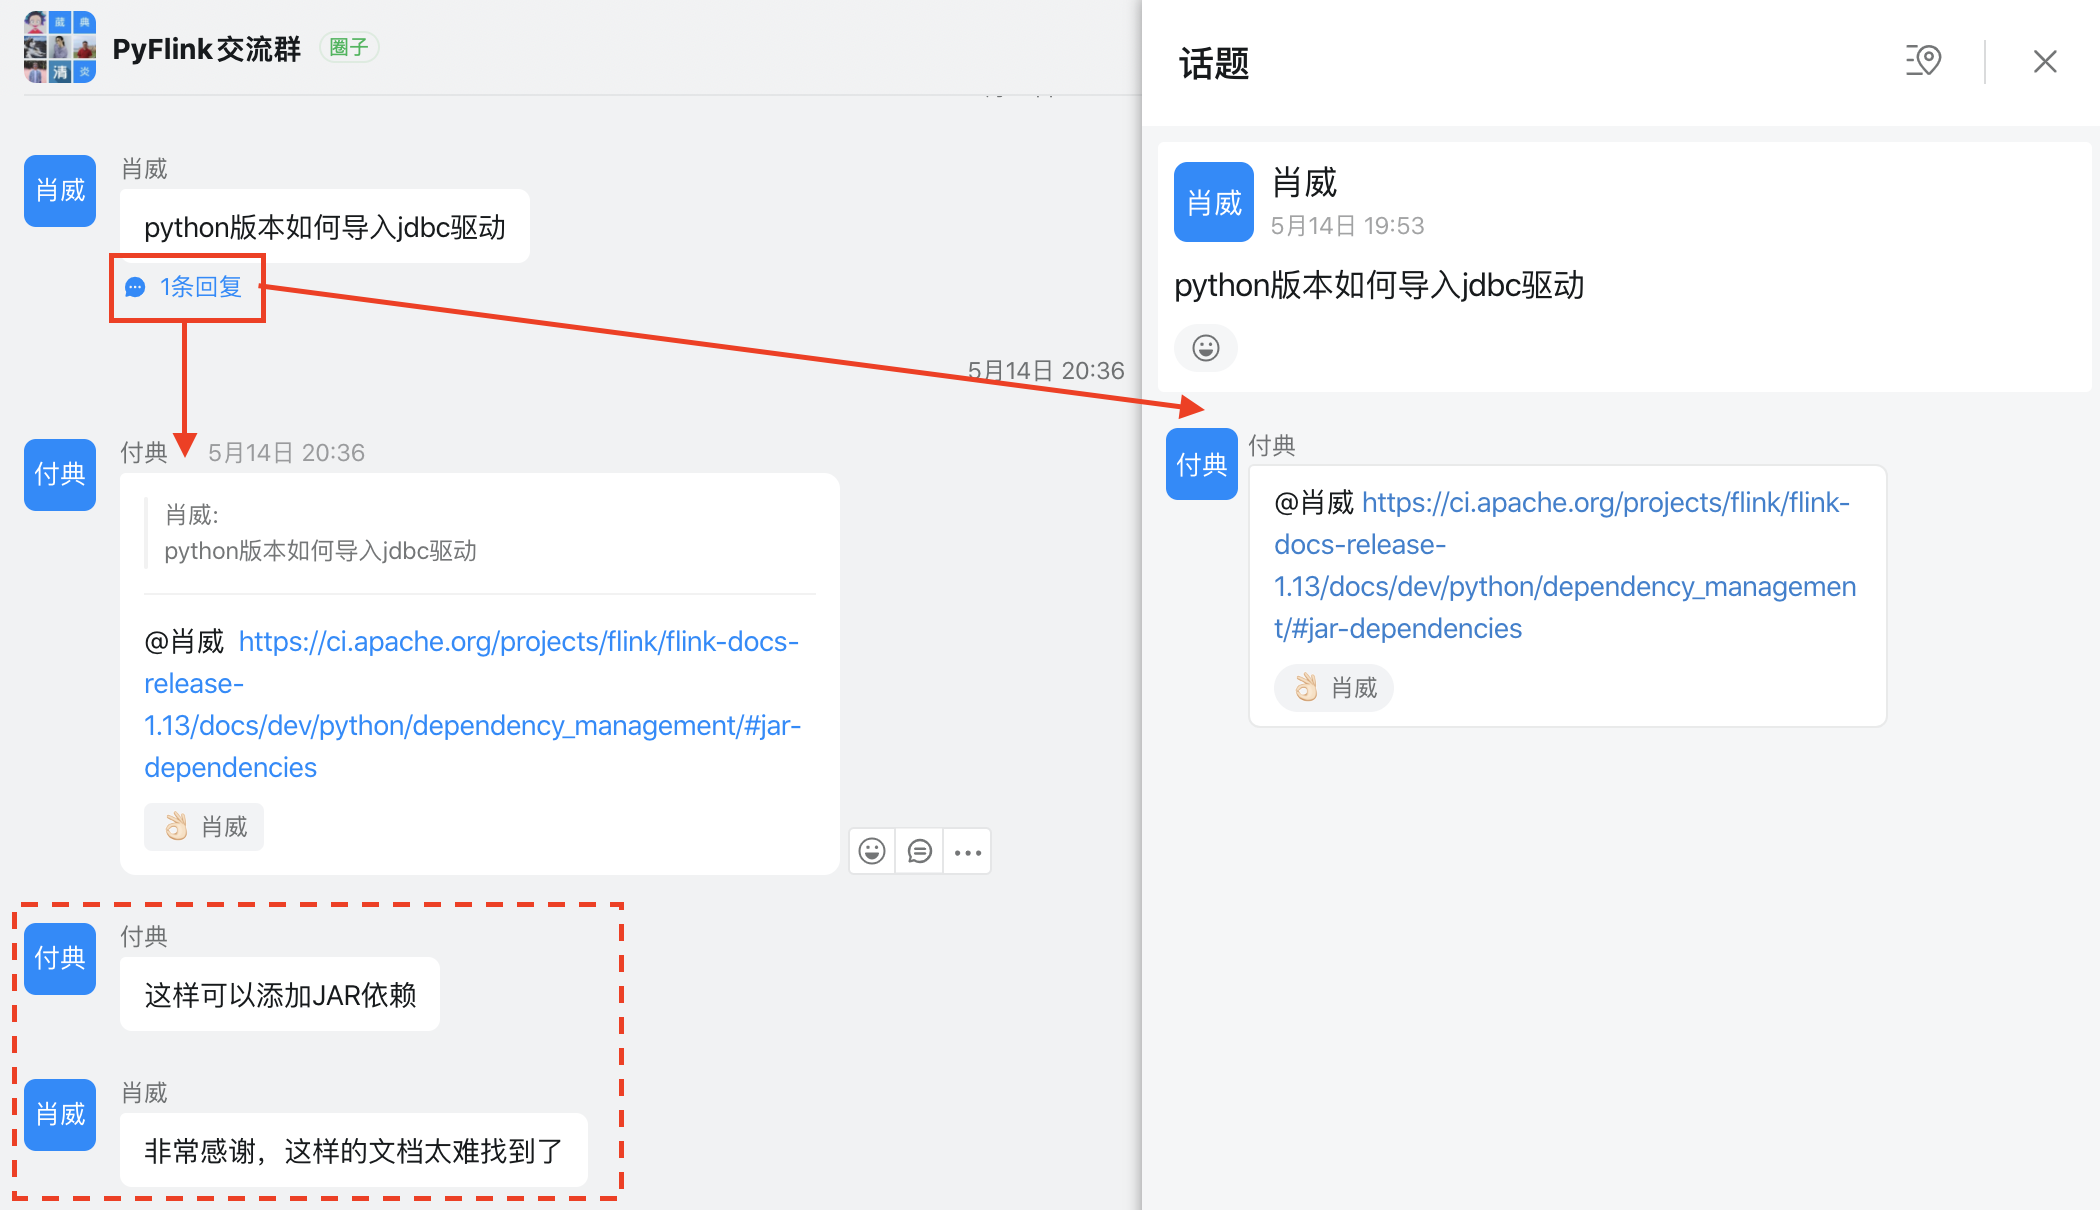 PyFlink交流群 圈子
肖威
肖威
python版本如何导入jdbc驱动
1条回复
5月14日 20:36
付典
付典 5月14日 20:36
肖威:
python版本如何导入jdbc驱动
@肖威 https://ci.apache.org/projects/flink/flink-docs-
release-
1.13/docs/dev/python/dependency_management/#jar-
dependencies
肖威
付典
付典
这样可以添加JAR依赖
肖威
肖威
非常感谢，这样的文档太难找到了
话题
肖威
肖威
5月14日 19:53
python版本如何导入jdbc驱动
付典
付典
@肖威 https://ci.apache.org/projects/flink/flink-
docs-release-
1.13/docs/dev/python/dependency_managemen
t/#jar-dependencies
肖威